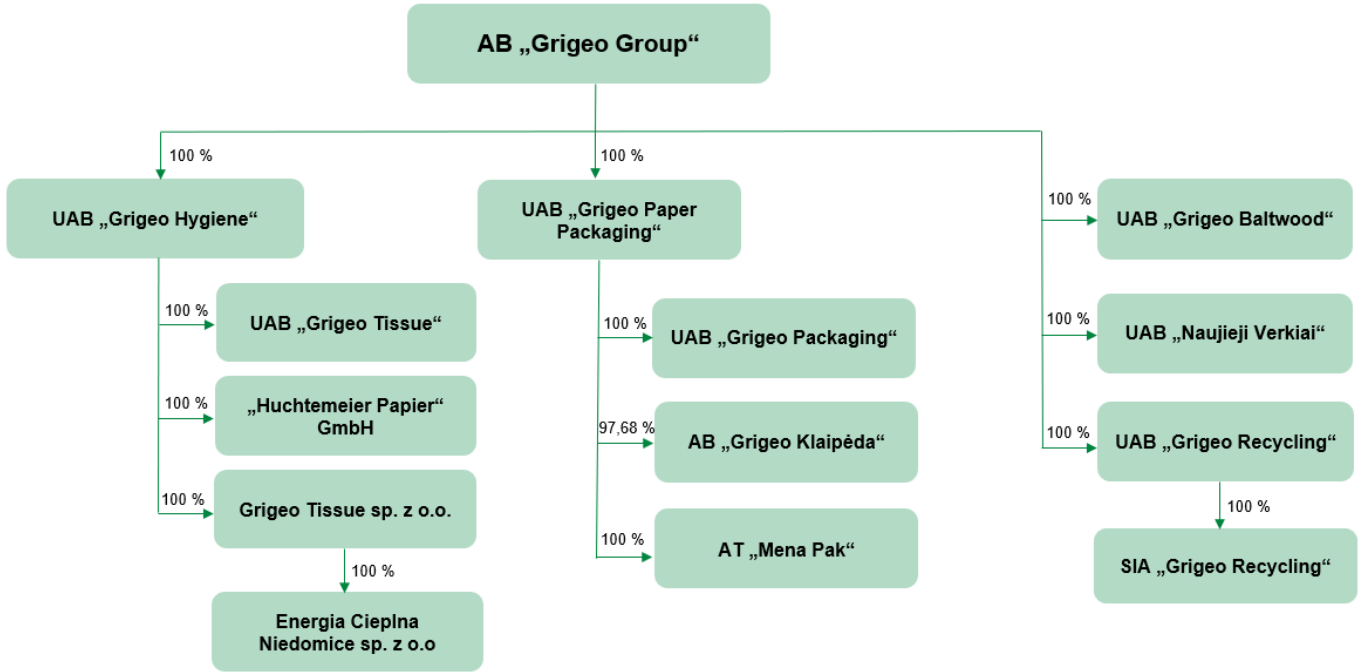 AB „Grigeo Group“
100 %
100 %
UAB „Grigeo Hygiene“
UAB „Grigeo Paper
Packaging“
100 %
UAB „Grigeo Baltwood“
100 %
UAB „Grigeo Tissue“
100 %
UAB „Grigeo Packaging“
100 %
UAB „Naujieji Verkiai“
100 %
„Huchtemeier Papier“
GmbH
97,68 %
AB „Grigeo Klaipėda“
100 %
UAB „Grigeo Recycling“
100 %
Grigeo Tissue sp. z o.o.
100 %
AT „Mena Pak“
100 %
SIA „Grigeo Recycling“
100 %
Energia Cieplna
Niedomice sp. z o.o